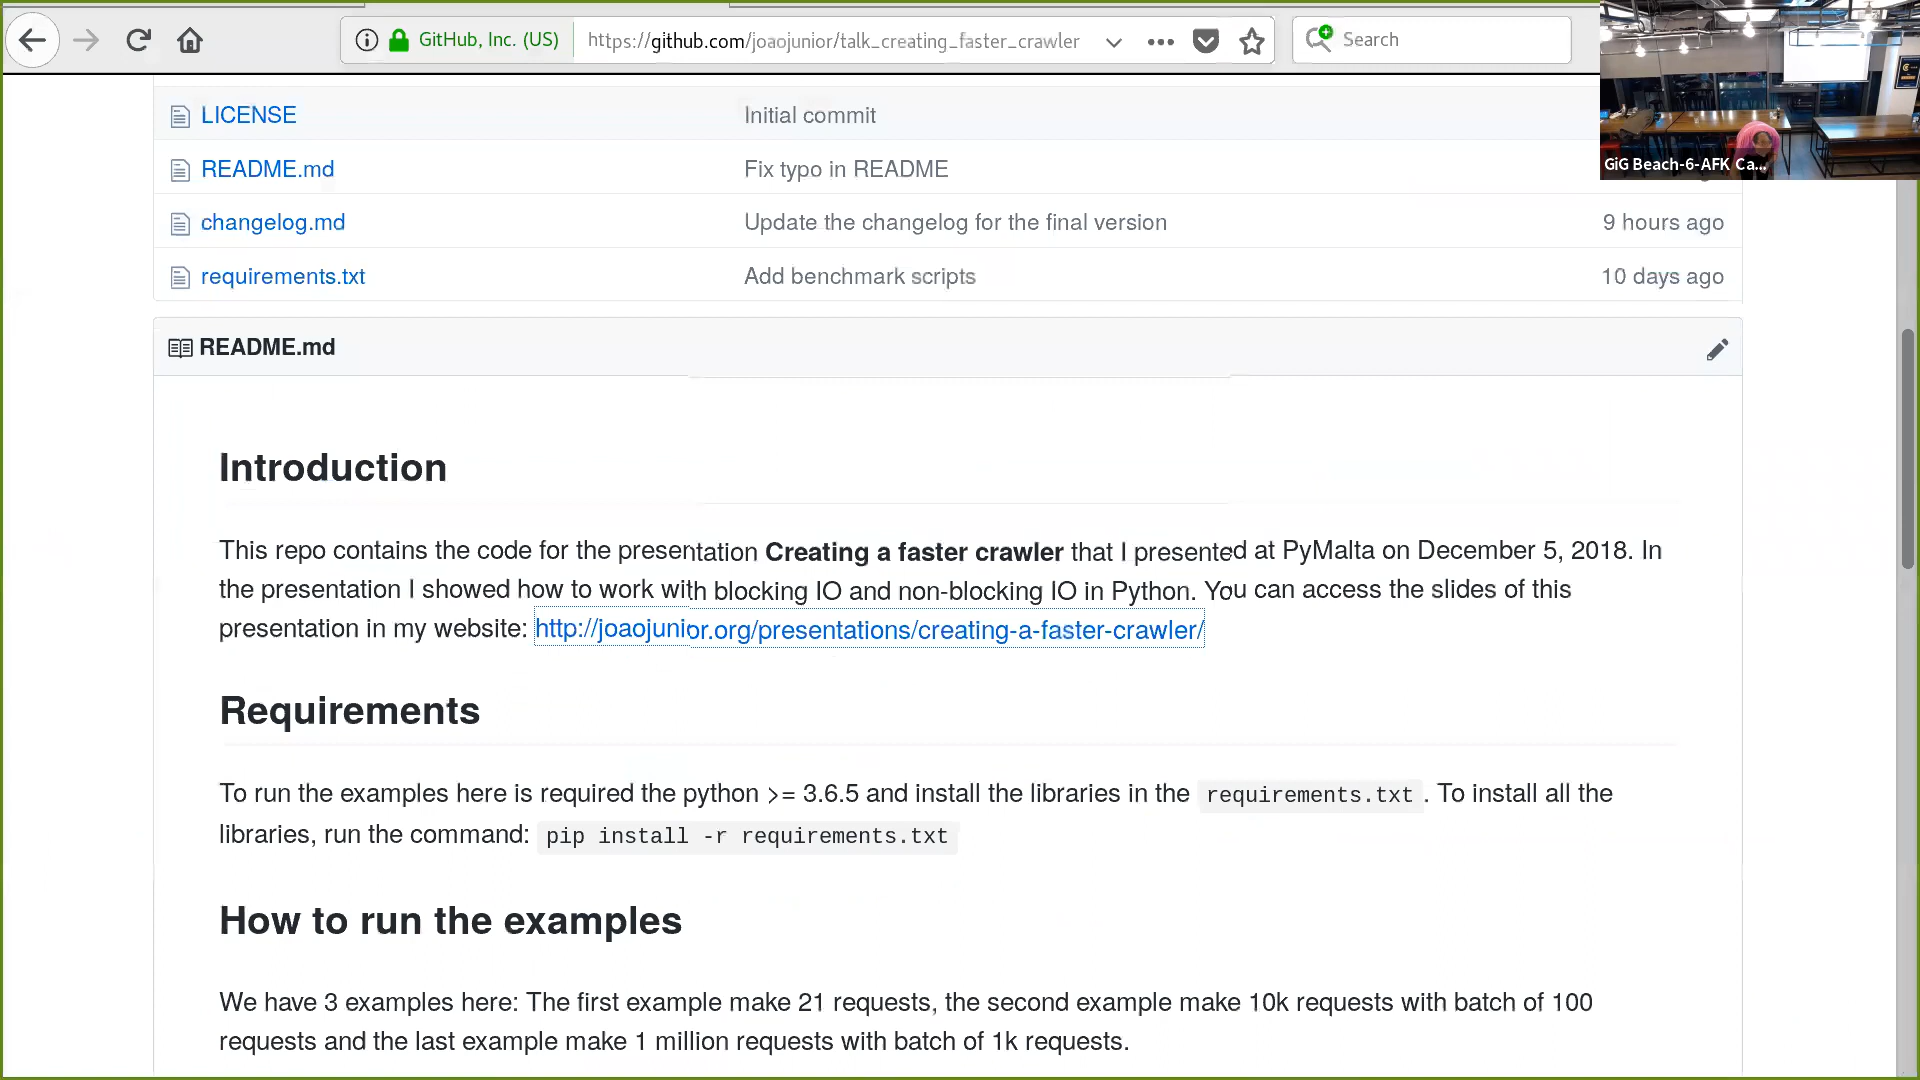 GitHub, Inc. (US)
https://github.com/joaojunior/talk_creating_faster_crawler
Search
LICENSE
Initial commit
README.md
Fix typo in README
GiG Beach-6-AFK Ca...
changelog.md
Update the changelog for the final version
9 hours ago
requirements.txt
Add benchmark scripts
10 days ago
README.md
Introduction
This repo contains the code for the presentation Creating a faster crawler that I presented at PyMalta on December 5, 2018. In
the presentation I showed how to work with blocking IO and non-blocking IO in Python. You can access the slides of this
presentation in my website: http://joaojunior.org/presentations/creating-a-faster-crawler/
Requirements
To run the examples here is required the python >= 3.6.5 and install the libraries in the requirements.txt . To install all the
libraries, run the command: pip install -r requirements.txt
How to run the examples
We have 3 examples here: The first example make 21 requests, the second example make 10k requests with batch of 100
requests and the last example make 1 million requests with batch of 1k requests.